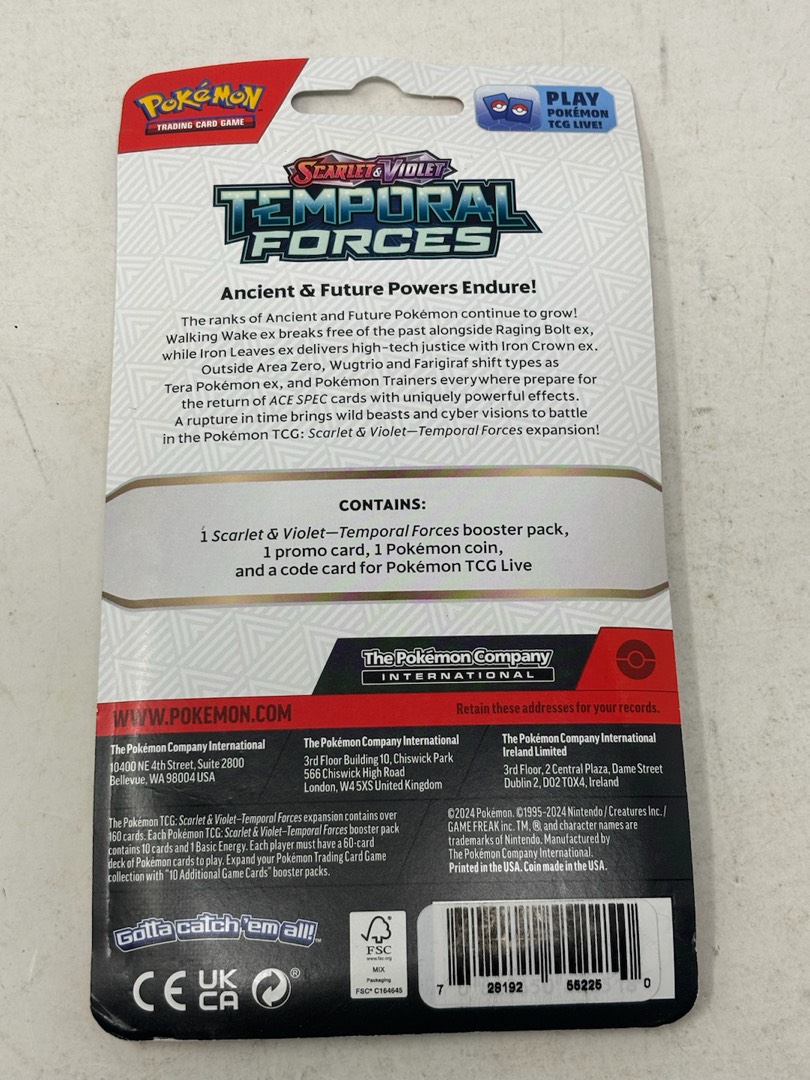 POKéMON
TRADING CARD GAME
PLAY
POKÉMON
TCG LIVE!
SCARLET & VIOLET
TEMPORAL
FORCES
Ancient & Future Powers Endure!
The ranks of Ancient and Future Pokémon continue to grow!
Walking Wake ex breaks free of the past alongside Raging Bolt ex,
while Iron Leaves ex delivers high-tech justice with Iron Crown ex.
Outside Area Zero, Wugtrio and Farigiraf shift types as
Tera Pokémon ex, and Pokémon Trainers everywhere prepare for
the return of ACE SPEC cards with uniquely powerful effects.
A rupture in time brings wild beasts and cyber visions to battle
in the Pokémon TCG: Scarlet & Violet—Temporal Forces expansion!
CONTAINS:
1 Scarlet & Violet—Temporal Forces booster pack,
1 promo card, 1 Pokémon coin,
and a code card for Pokémon TCG Live
The Pokémon Company
INTERNATIONAL
WWW.POKEMON.COM
Retain these addresses for your records.
The Pokémon Company International
10400 NE 4th Street, Suite 2800
Bellevue, WA 98004 USA
The Pokémon Company International
3rd Floor Building 10, Chiswick Park
566 Chiswick High Road
London, W4 5XS United Kingdom
The Pokémon Company International
Ireland Limited
3rd Floor, 2 Central Plaza, Dame Street
Dublin 2, D02 T0X4, Ireland
The Pokémon TCG: Scarlet & Violet—Temporal Forces expansion contains over
160 cards. Each Pokémon TCG: Scarlet & Violet—Temporal Forces booster pack
contains 10 cards and 1 Basic Energy. Each player must have a 60-card
deck of Pokémon cards to play. Expand your Pokémon Trading Card Game
collection with "10 Additional Game Cards" booster packs.
©2024 Pokémon. ©1995-2024 Nintendo / Creatures Inc. /
GAME FREAK inc. TM, ®, and character names are
trademarks of Nintendo. Manufactured by
The Pokémon Company International.
Printed in the USA. Coin made in the USA.
Gotta catch 'em all!™
CE UK
CA ®
FSC
www.fsc.org
MIX
Packaging
FSC® C164645
7 28192 55225 0